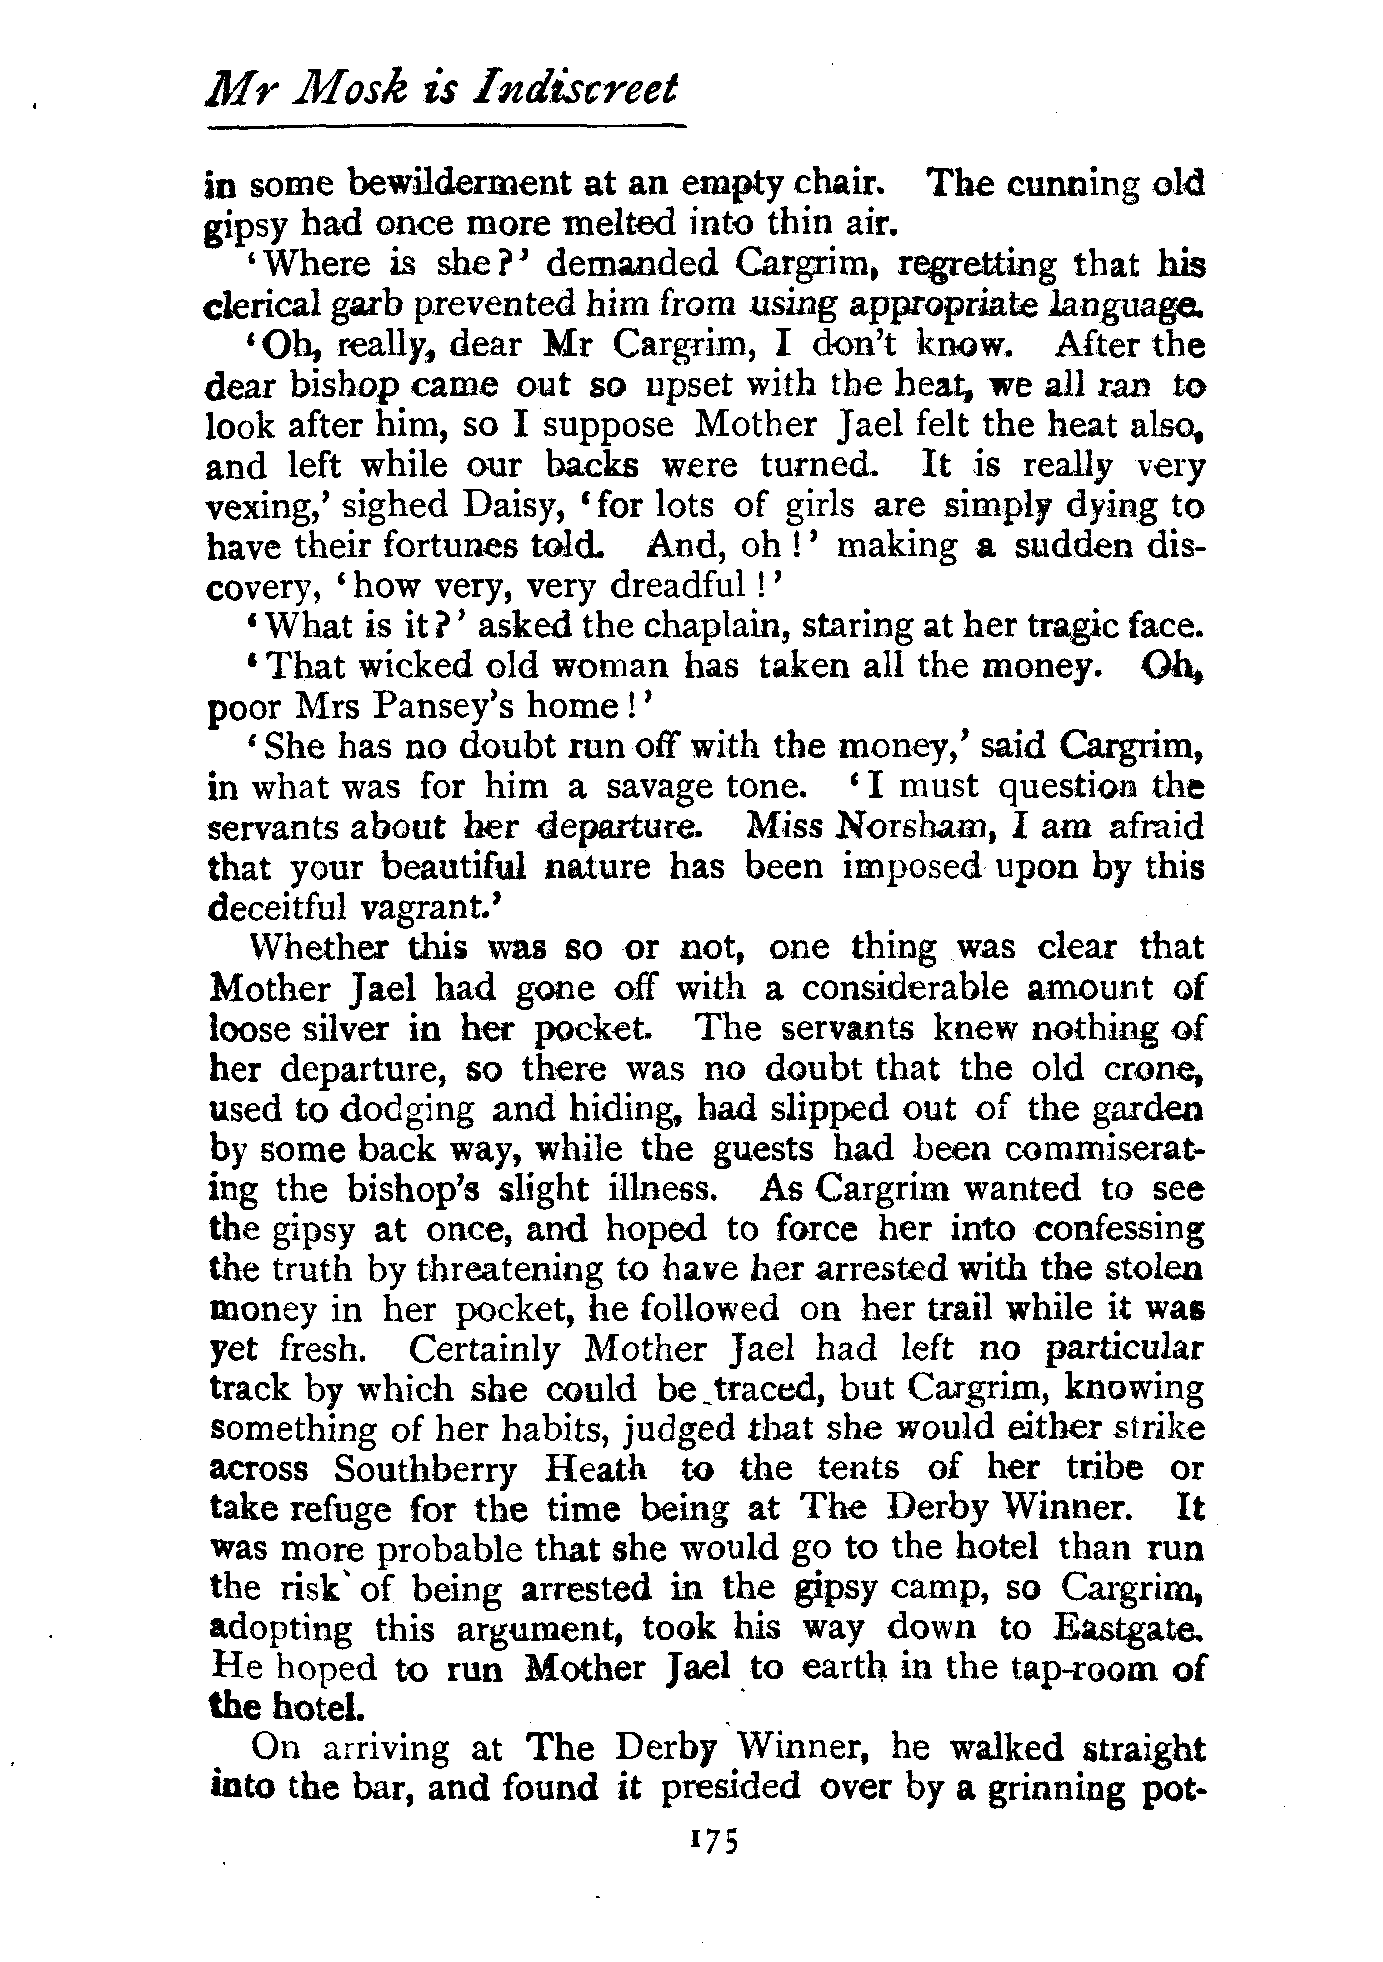 Mr Mosk is Indiscreet
in some bewilderment at an empty chair. The cunning old
gipsy had once more melted into thin air.
‘Where is she?’ demanded Cargrim, regretting that his
clerical garb prevented him from using appropriate language.
‘Oh, really, dear Mr Cargrim, I don’t know. After the
dear bishop came out so upset with the heat, we all ran to
look after him, so I suppose Mother Jael felt the heat also,
and left while our backs were turned. It is really very
vexing,’ sighed Daisy, ‘for lots of girls are simply dying to
have their fortunes told. And, oh!’ making a sudden dis-
covery, ‘how very, very dreadful!’
‘What is it?’ asked the chaplain, staring at her tragic face.
‘That wicked old woman has taken all the money. Oh,
poor Mrs Pansey’s home!’
‘She has no doubt run off with the money,’ said Cargrim,
in what was for him a savage tone. ‘I must question the
servants about her departure. Miss Norsham, I am afraid
that your beautiful nature has been imposed upon by this
deceitful vagrant.’
Whether this was so or not, one thing was clear that
Mother Jael had gone off with a considerable amount of
loose silver in her pocket. The servants knew nothing of
her departure, so there was no doubt that the old crone,
used to dodging and hiding, had slipped out of the garden
by some back way, while the guests had been commiserat-
ing the bishop’s slight illness. As Cargrim wanted to see
the gipsy at once, and hoped to force her into confessing
the truth by threatening to have her arrested with the stolen
money in her pocket, he followed on her trail while it was
yet fresh. Certainly Mother Jael had left no particular
track by which she could be traced, but Cargrim, knowing
something of her habits, judged that she would either strike
across Southberry Heath to the tents of her tribe or
take refuge for the time being at The Derby Winner. It
was more probable that she would go to the hotel than run
the risk of being arrested in the gipsy camp, so Cargrim,
adopting this argument, took his way down to Eastgate.
He hoped to run Mother Jael to earth in the tap-room of
the hotel.
On arriving at The Derby Winner, he walked straight
into the bar, and found it presided over by a grinning pot-
175